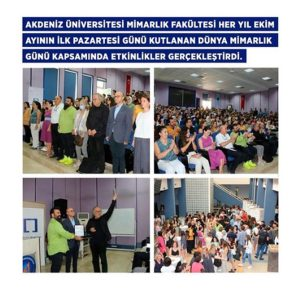 AKDENİZ ÜNİVERSİTESİ MİMARLIK FAKÜLTESİ HER YIL EKİM
AYININ İLK PAZARTESİ GÜNÜ KUTLANAN DÜNYA MİMARLIK
GÜNÜ KAPSAMINDA ETKİNLİKLER GERÇEKLEŞTİRDİ.